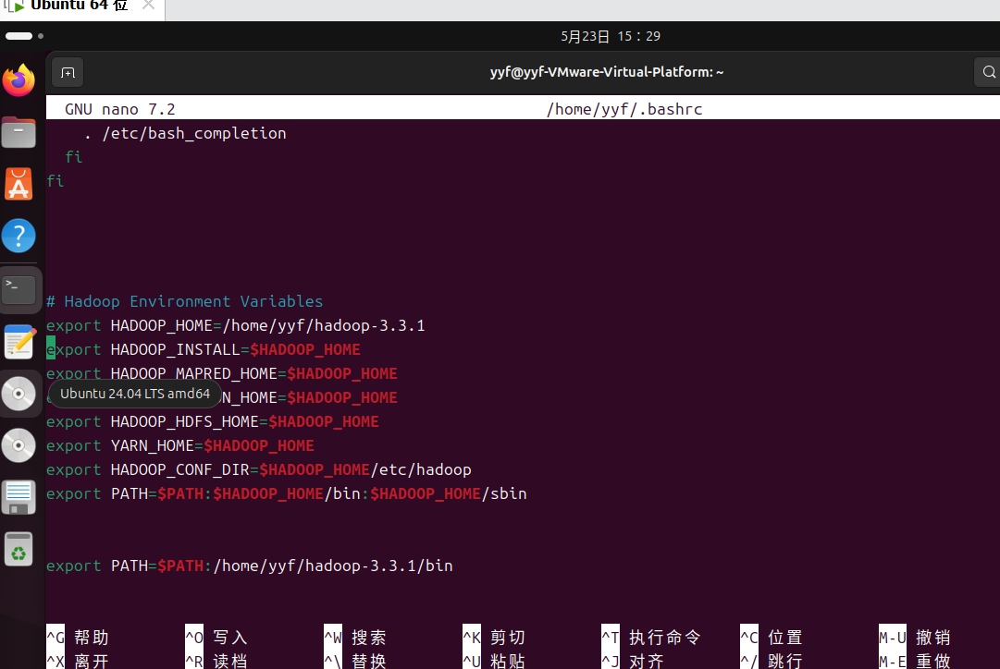 Ubuntu 64 位
5月23日 15：29
yyf@yyf-VMware-Virtual-Platform: ~
GNU nano 7.2 /home/yyf/.bashrc
. /etc/bash_completion
fi
fi
# Hadoop Environment Variables
export HADOOP_HOME=/home/yyf/hadoop-3.3.1
export HADOOP_INSTALL=$HADOOP_HOME
export HADOOP_MAPRED_HOME=$HADOOP_HOME
Ubuntu 24.04 LTS amd64 N_HOME=$HADOOP_HOME
export HADOOP_HDFS_HOME=$HADOOP_HOME
export YARN_HOME=$HADOOP_HOME
export HADOOP_CONF_DIR=$HADOOP_HOME/etc/hadoop
export PATH=$PATH:$HADOOP_HOME/bin:$HADOOP_HOME/sbin
export PATH=$PATH:/home/yyf/hadoop-3.3.1/bin
^G 帮助 ^O 写入 ^W 搜索 ^K 剪切 ^T 执行命令 ^C 位置 M-U 撤销
^X 离开 ^R 读档 ^\ 替换 ^U 粘贴 ^J 对齐 ^/ 跳行 M-E 重做